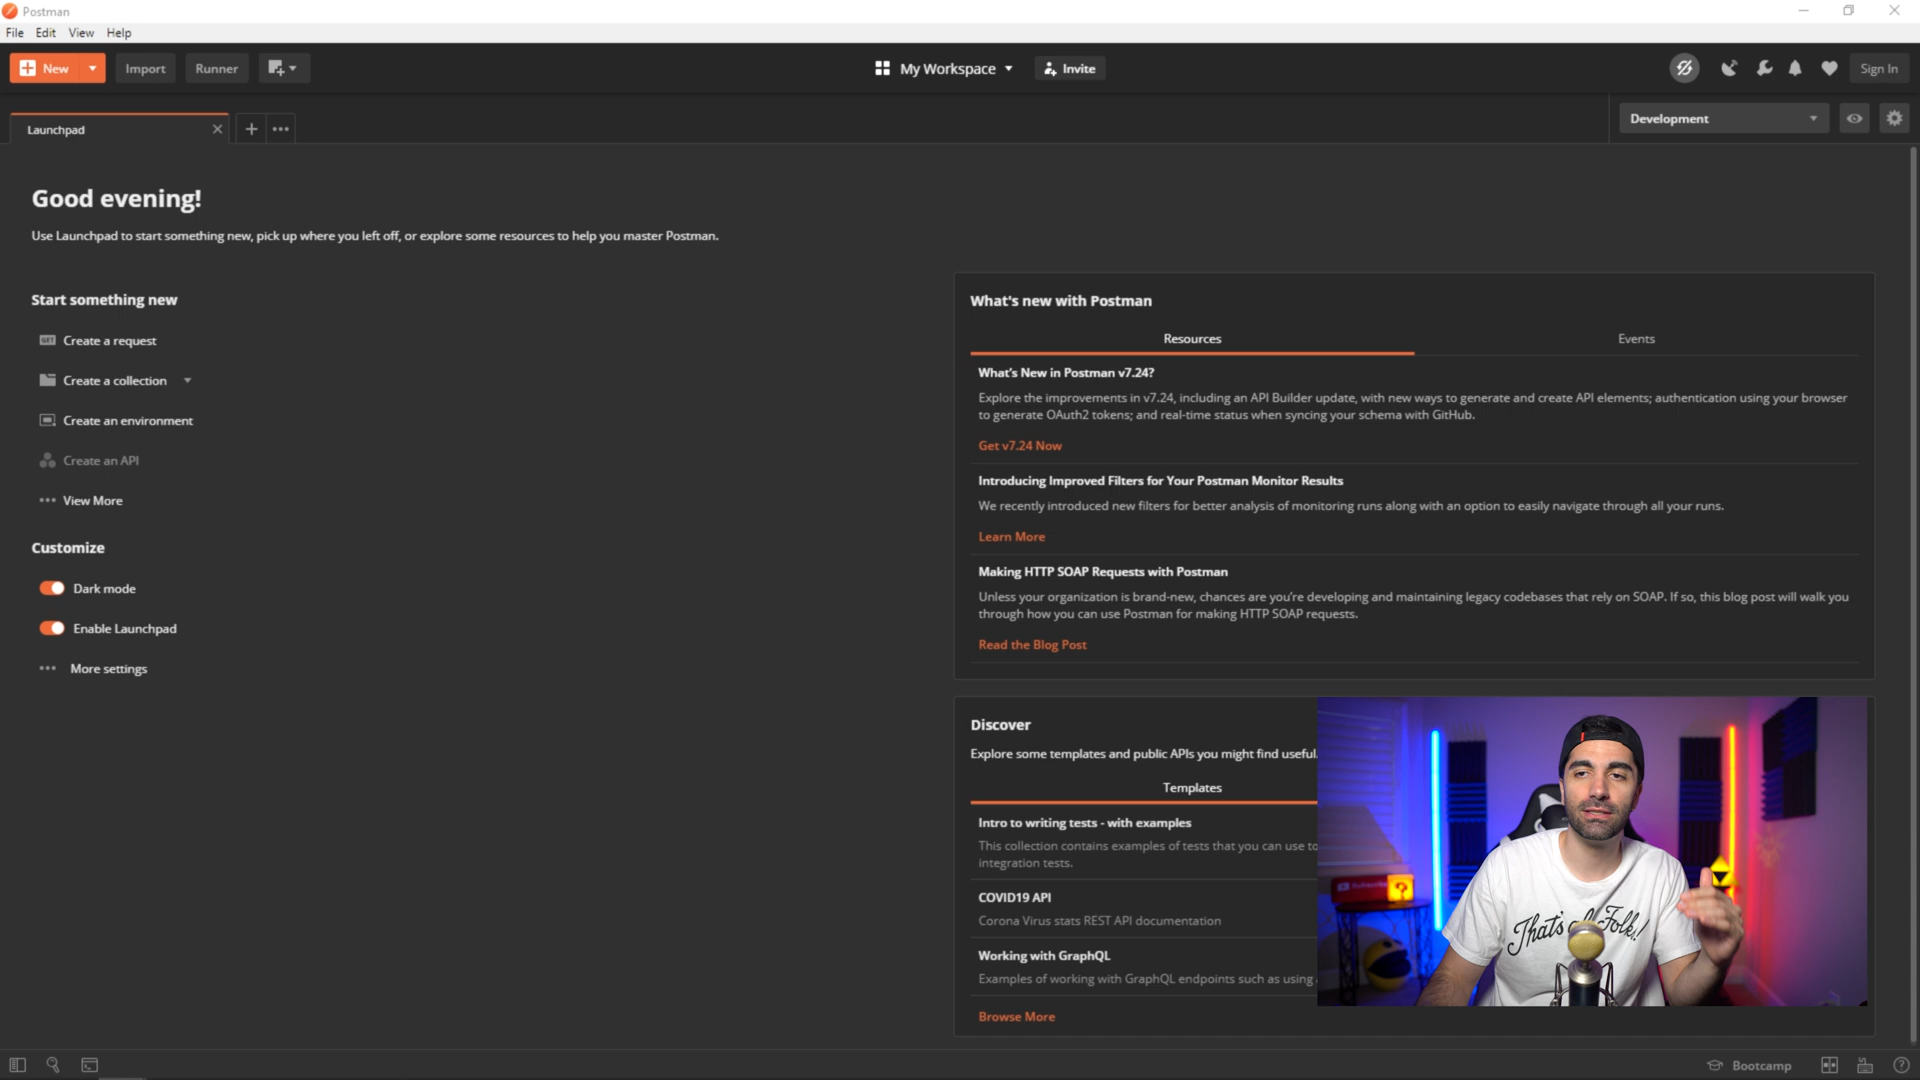 Postman
File Edit View Help
New Import Runner My Workspace Invite Sign In
Launchpad Development
Good evening!
Use Launchpad to start something new, pick up where you left off, or explore some resources to help you master Postman.
Start something new
Create a request
Create a collection
Create an environment
Create an API
View More
Customize
Dark mode
Enable Launchpad
More settings
What's new with Postman
Resources Events
What's New in Postman v7.24?
Explore the improvements in v7.24, including an API Builder update, with new ways to generate and create API elements; authentication using your browser
to generate OAuth2 tokens; and real-time status when syncing your schema with GitHub.
Get v7.24 Now
Introducing Improved Filters for Your Postman Monitor Results
We recently introduced new filters for better analysis of monitoring runs along with an option to easily navigate through all your runs.
Learn More
Making HTTP SOAP Requests with Postman
Unless your organization is brand-new, chances are you're developing and maintaining legacy codebases that rely on SOAP. If so, this blog post will walk you
through how you can use Postman for making HTTP SOAP requests.
Read the Blog Post
Discover
Explore some templates and public APIs you might find useful.
Templates
Intro to writing tests - with examples
This collection contains examples of tests that you can use to
integration tests.
COVID19 API
Corona Virus stats REST API documentation
Working with GraphQL
Examples of working with GraphQL endpoints such as using
Browse More
That's all Folks!
Bootcamp